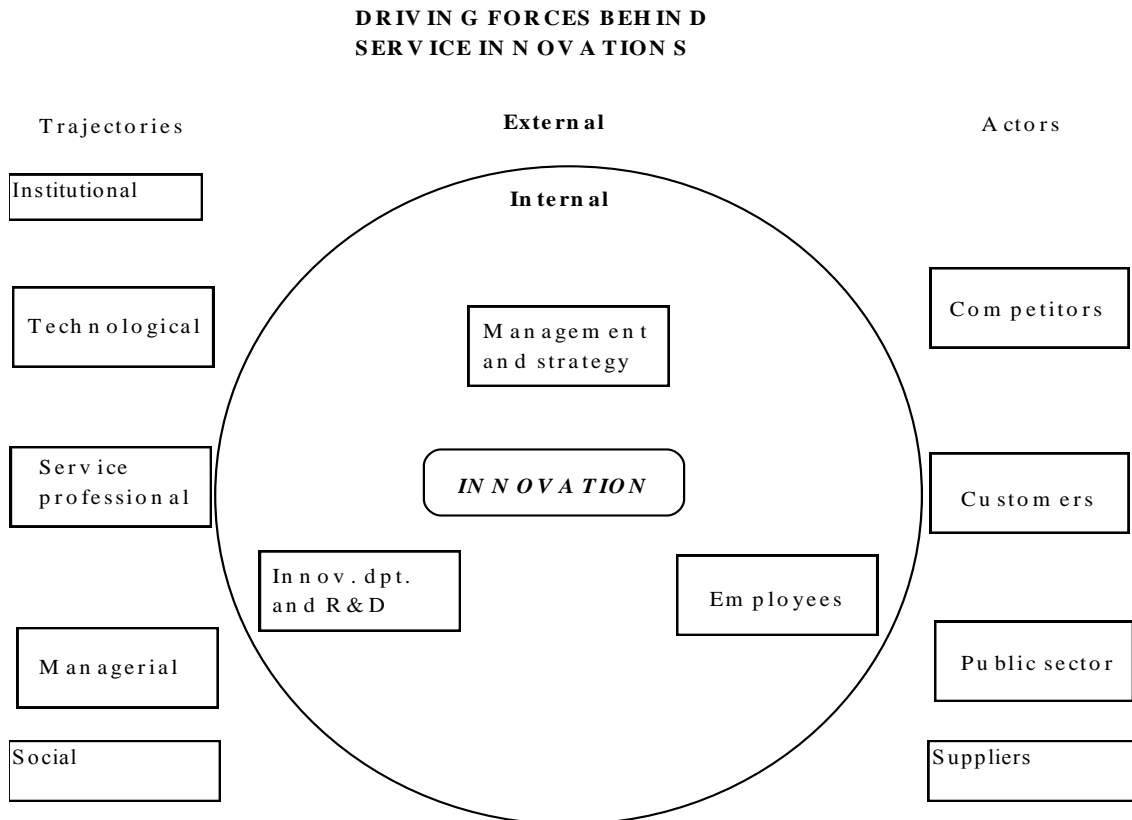 DRIVING FORCES BEHIND
SERVICE INNOVATIONS
Trajectories
External
Actors
Institutional
Internal
Technological
Management
and strategy
Competitors
Service
professional
INNOVATION
Customers
Innov. dpt.
and R&D
Employees
Managerial
Public sector
Social
Suppliers